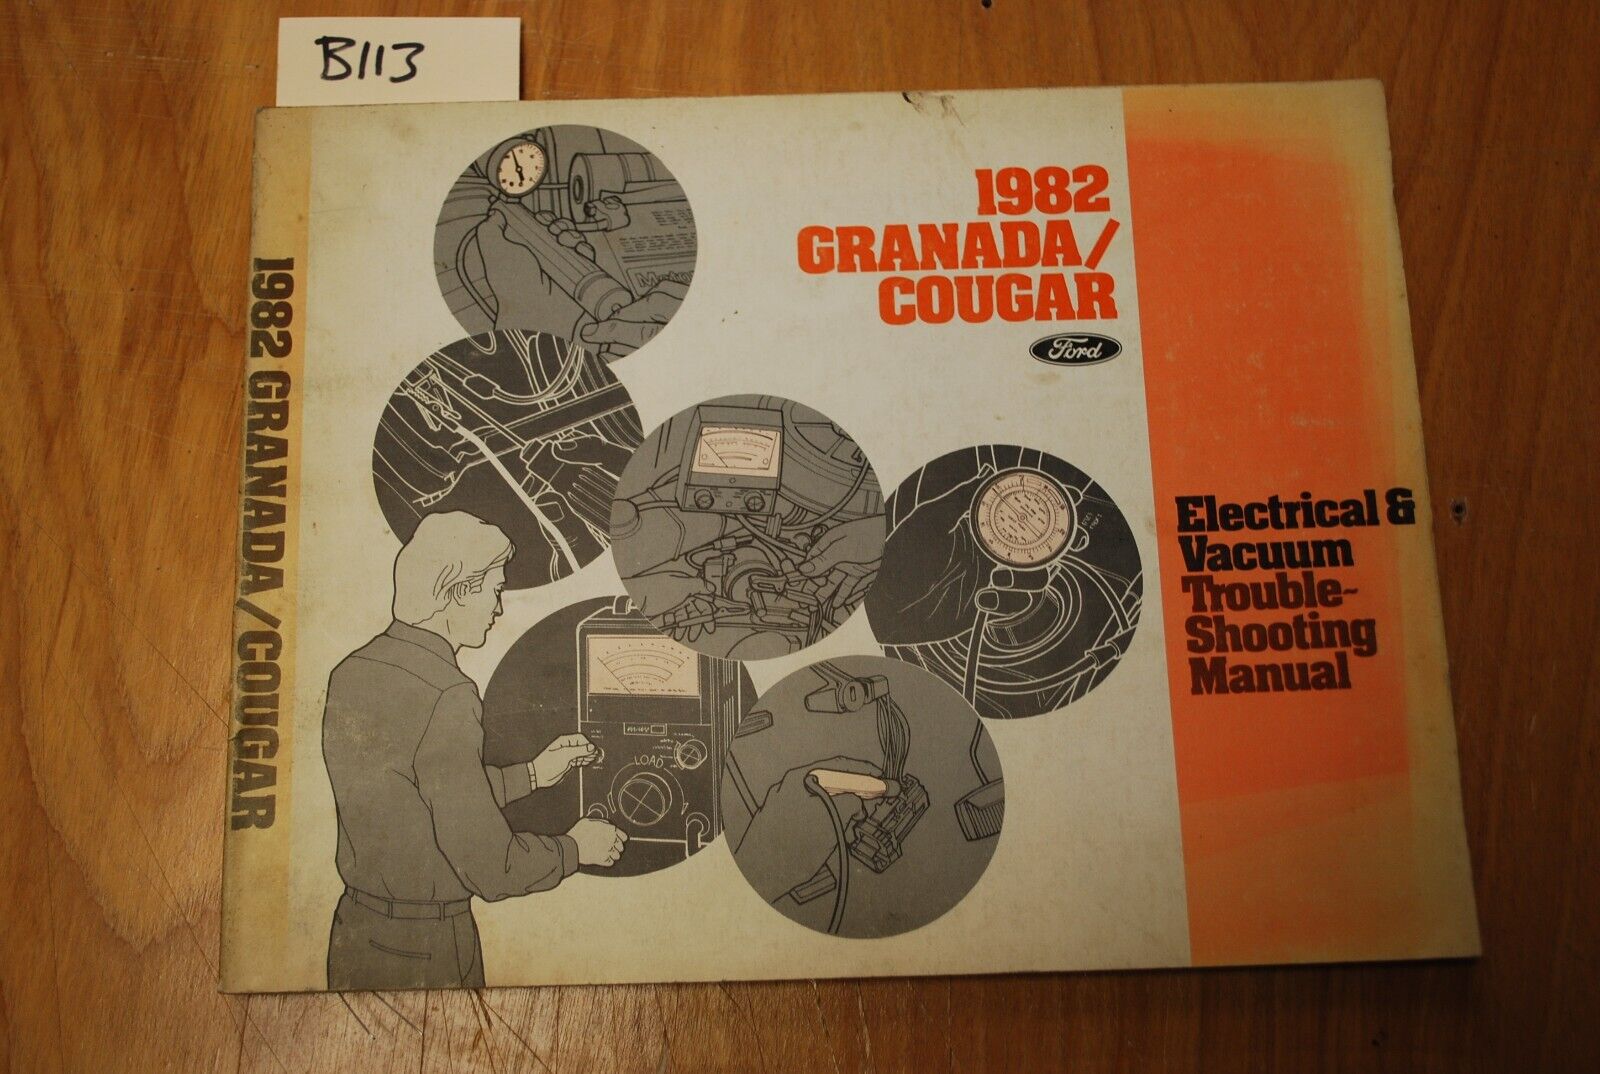 B113
1982
GRANADA/
COUGAR
Ford
Electrical &
Vacuum
Trouble-
Shooting
Manual
1982 GRANADA/COUGAR
LOAD